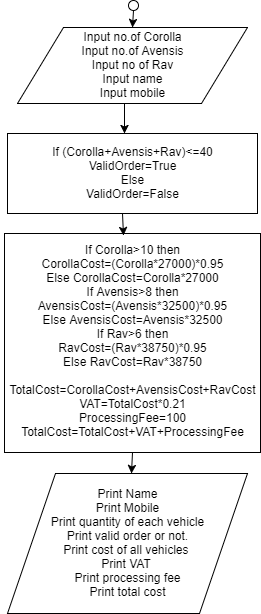 Input no.of Corolla
Input no.of Avensis
Input no of Rav
Input name
Input mobile
If (Corolla+Avensis+Rav)<=40
ValidOrder=True
Else
ValidOrder=False
If Corolla>10 then
CorollaCost=(Corolla*27000)*0.95
Else CorollaCost=Corolla*27000
If Avensis>8 then
AvensisCost=(Avensis*32500)*0.95
Else AvensisCost=Avensis*32500
If Rav>6 then
RavCost=(Rav*38750)*0.95
Else RavCost=Rav*38750
TotalCost=CorollaCost+AvensisCost+RavCost
VAT=TotalCost*0.21
ProcessingFee=100
TotalCost=TotalCost+VAT+ProcessingFee
Print Name
Print Mobile
Print quantity of each vehicle
Print valid order or not.
Print cost of all vehicles
Print VAT
Print processing fee
Print total cost